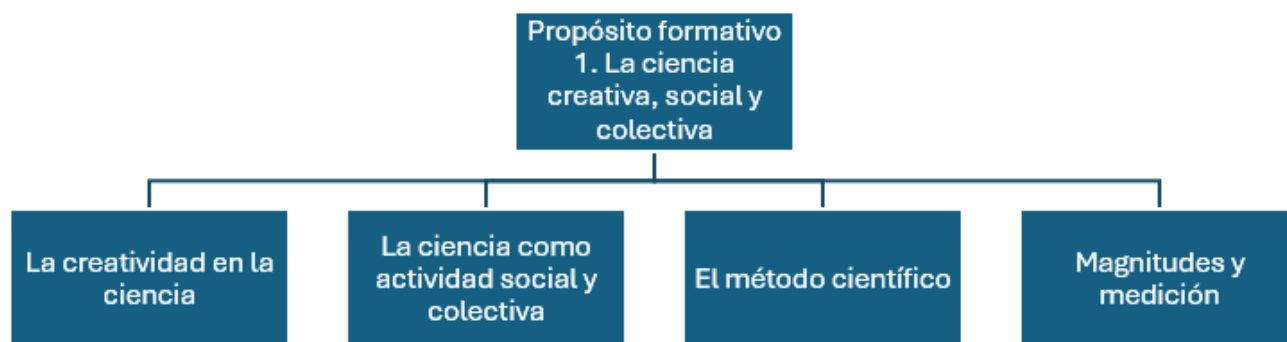 Propósito formativo
1. La ciencia
creativa, social y
colectiva
La creatividad en la
ciencia
La ciencia como
actividad social y
colectiva
El método científico
Magnitudes y
medición